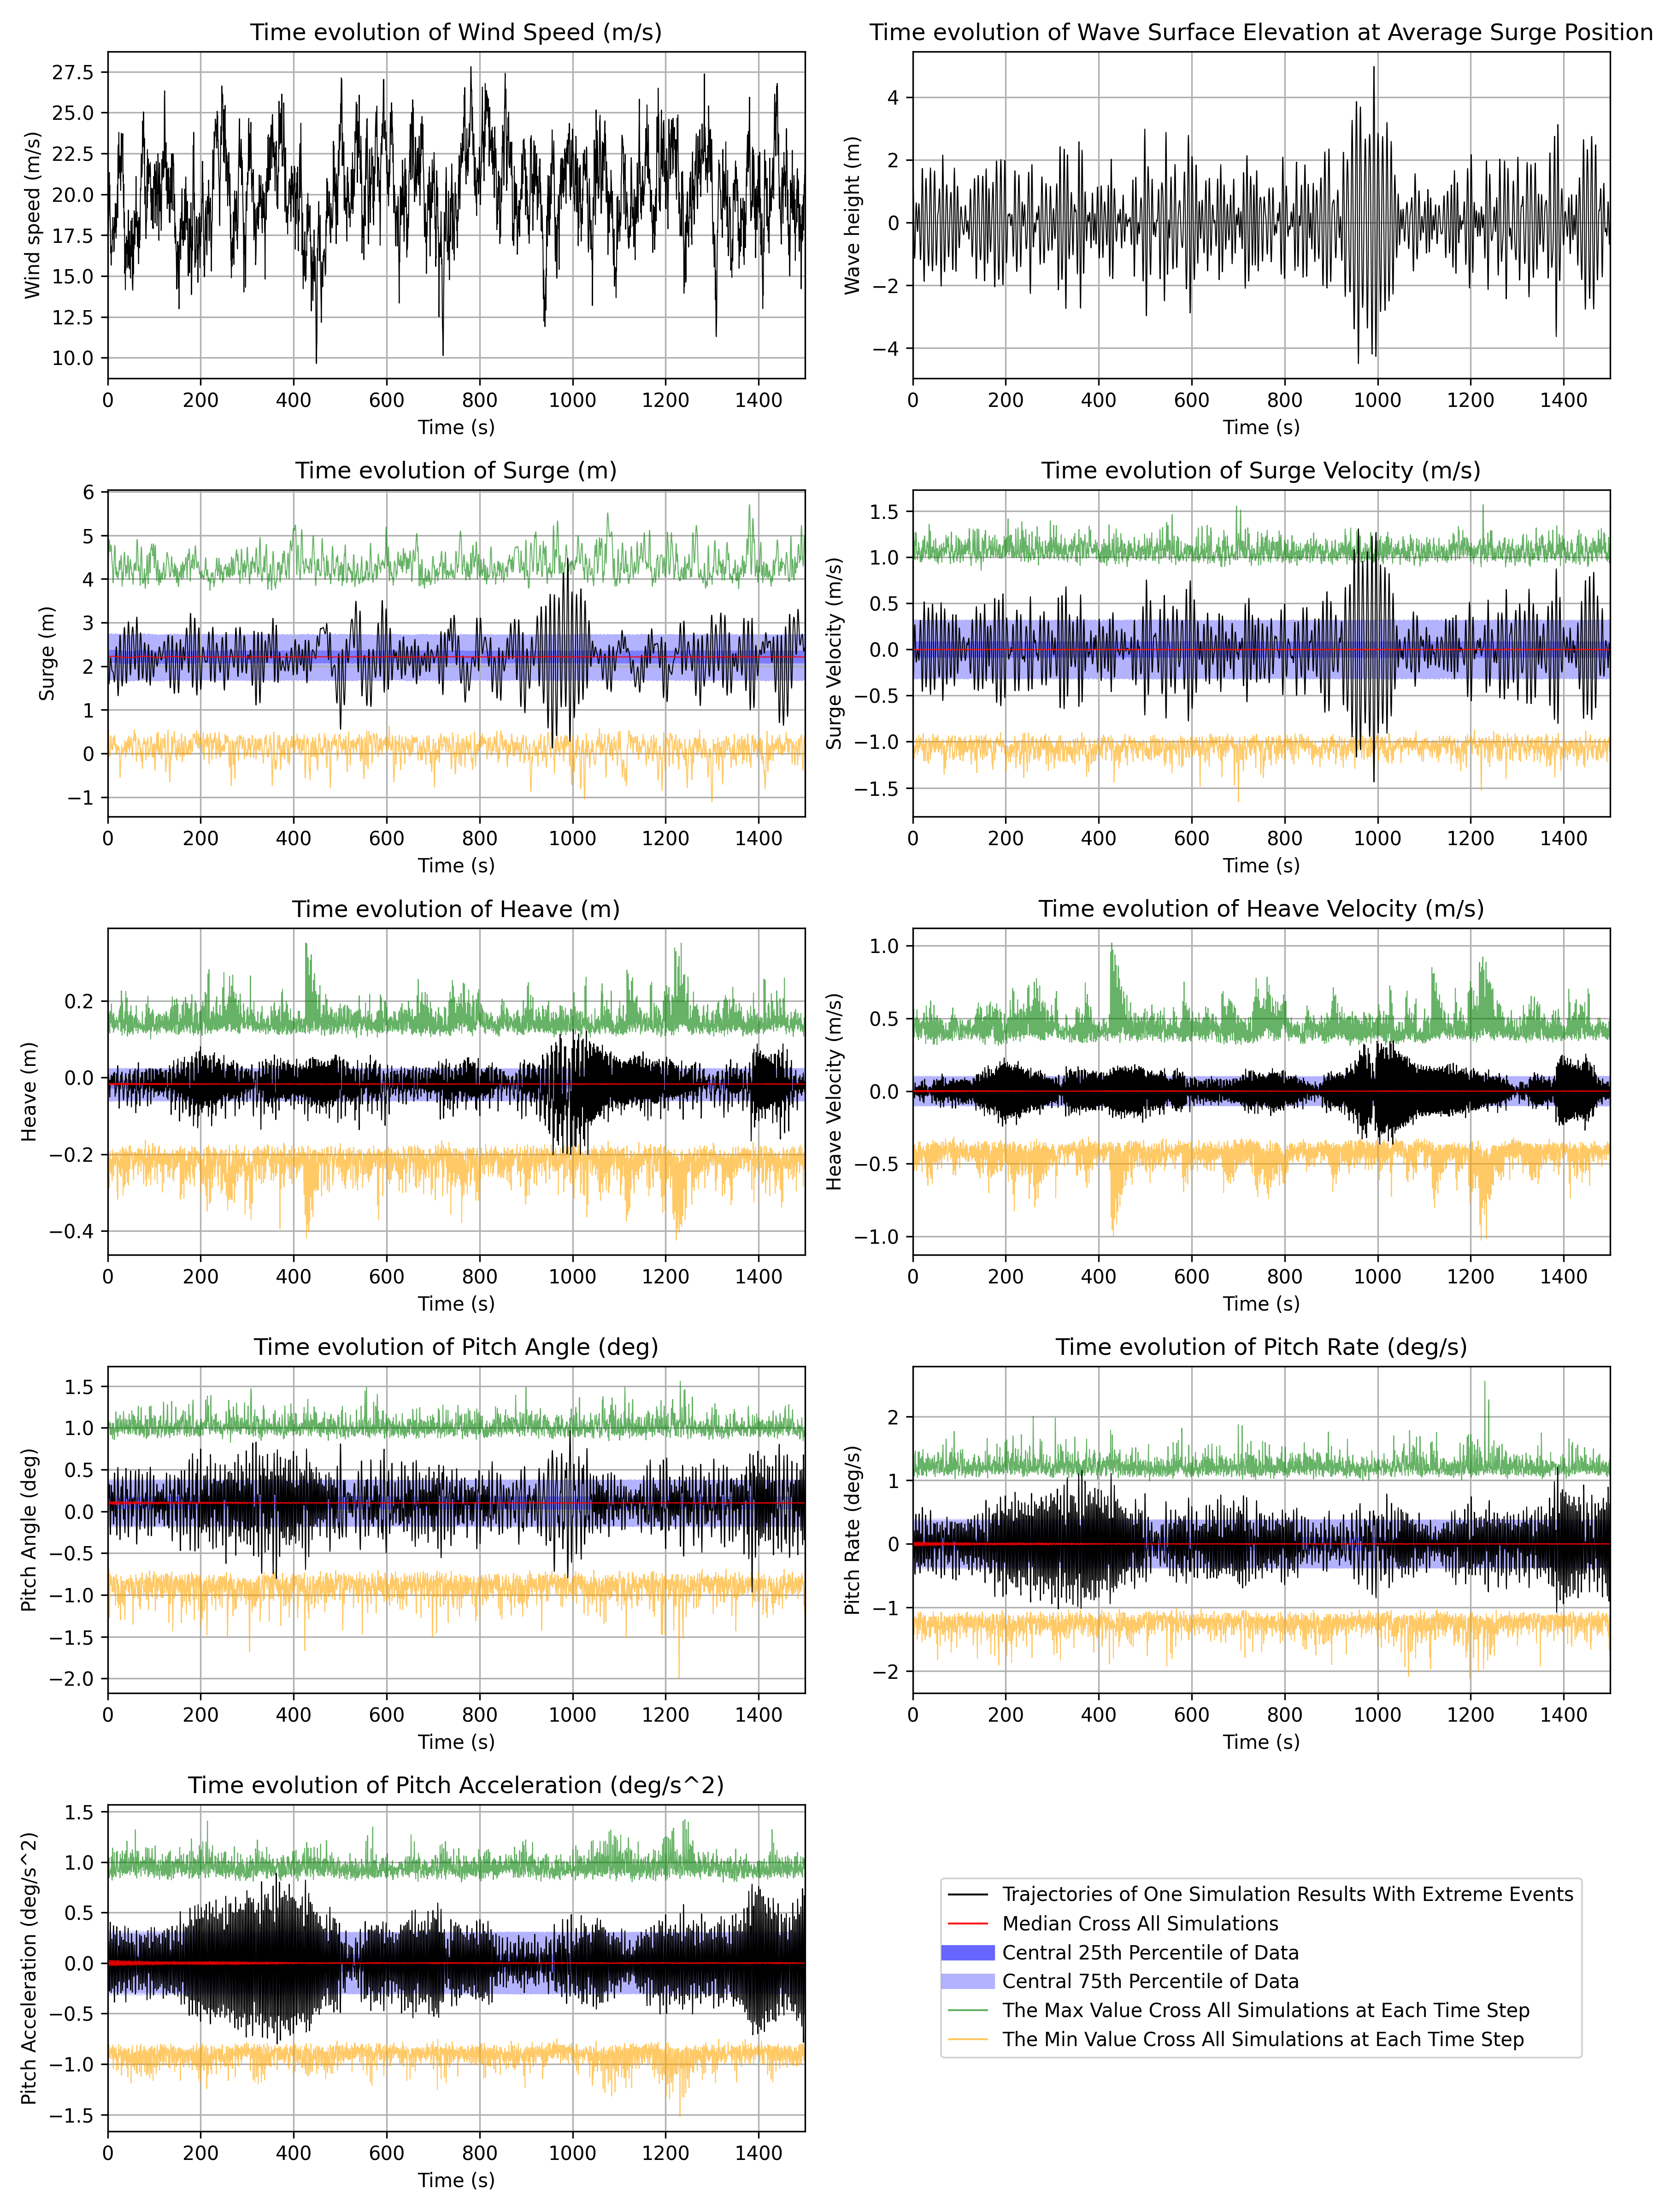 Time evolution of Wind Speed (m/s)
Wind speed (m/s)
27.5
25.0
22.5
20.0
17.5
15.0
12.5
10.0
0 200 400 600 800 1000 1200 1400
Time (s)
Time evolution of Wave Surface Elevation at Average Surge Position
Wave height (m)
4
2
0
−2
−4
0 200 400 600 800 1000 1200 1400
Time (s)
Time evolution of Surge (m)
Surge (m)
6
5
4
3
2
1
0
−1
0 200 400 600 800 1000 1200 1400
Time (s)
Time evolution of Surge Velocity (m/s)
Surge Velocity (m/s)
1.5
1.0
0.5
0.0
−0.5
−1.0
−1.5
0 200 400 600 800 1000 1200 1400
Time (s)
Time evolution of Heave (m)
Heave (m)
0.2
0.0
−0.2
−0.4
0 200 400 600 800 1000 1200 1400
Time (s)
Time evolution of Heave Velocity (m/s)
Heave Velocity (m/s)
1.0
0.5
0.0
−0.5
−1.0
0 200 400 600 800 1000 1200 1400
Time (s)
Time evolution of Pitch Angle (deg)
Pitch Angle (deg)
1.5
1.0
0.5
0.0
−0.5
−1.0
−1.5
−2.0
0 200 400 600 800 1000 1200 1400
Time (s)
Time evolution of Pitch Rate (deg/s)
Pitch Rate (deg/s)
2
1
0
−1
−2
0 200 400 600 800 1000 1200 1400
Time (s)
Time evolution of Pitch Acceleration (deg/s^2)
Pitch Acceleration (deg/s^2)
1.5
1.0
0.5
0.0
−0.5
−1.0
−1.5
0 200 400 600 800 1000 1200 1400
Time (s)
Trajectories of One Simulation Results With Extreme Events
Median Cross All Simulations
Central 25th Percentile of Data
Central 75th Percentile of Data
The Max Value Cross All Simulations at Each Time Step
The Min Value Cross All Simulations at Each Time Step